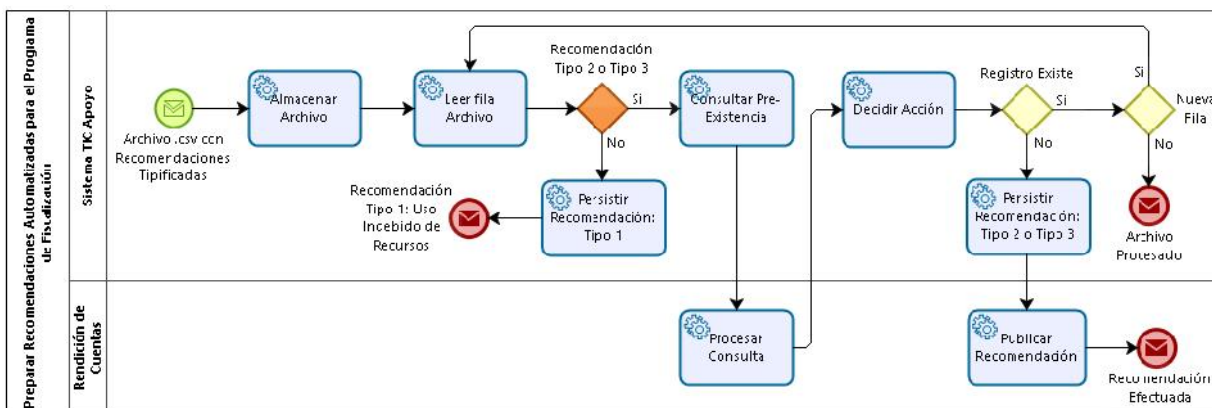 Preparar Recomendaciones Automatizadas para el Programa
de Fiscalización
Sistema TIC Apoyo
Archivo .csv con
Recomendaciones
Tipificadas
Almacenar
Archivo
Leer fila
Archivo
Recomendación
Tipo 2 o Tipo 3
Si
No
Consultar Pre-
Existencia
Decidir Acción
Registro Existe
Si
No
Si
Nueva
Fila
No
Recomendación
Tipo 1: Uso
Incebido de
Recursos
Persistir
Recomendación:
Tipo 1
Persistir
Recomendación:
Tipo 2 o Tipo 3
Archivo
Procesado
Rendición de
Cuentas
Procesar
Consulta
Publicar
Recomendación
Recomendación
Efectuada